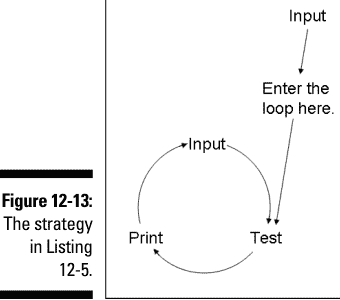 Input
Enter the
loop here.
Input
Print
Test
Figure 12-13:
The strategy
in Listing
12-5.